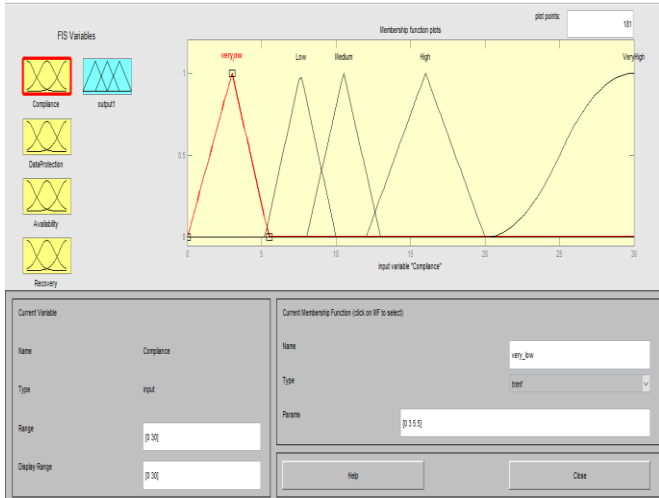 plot points:
181
FIS Variables
Membership function plots
very_low
Low
Medium
High
VeryHigh
Compliance
output1
DataProtection
Availability
Recovery
1
0.5
0
0
5
10
15
20
25
30
input variable "Compliance"
Current Variable
Name
Compliance
Type
input
Range
[0 30]
Display Range
[0 30]
Current Membership Function (click on MF to select)
Name
very_low
Type
trimf
Params
[0 3 5.5]
Help
Close